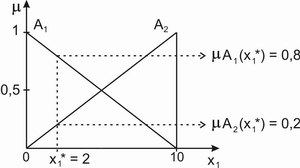 μ
1
A₁
A₂
μA₁(x₁*) = 0,8
0,5
μA₂(x₁*) = 0,2
0
x₁* = 2
10
x₁